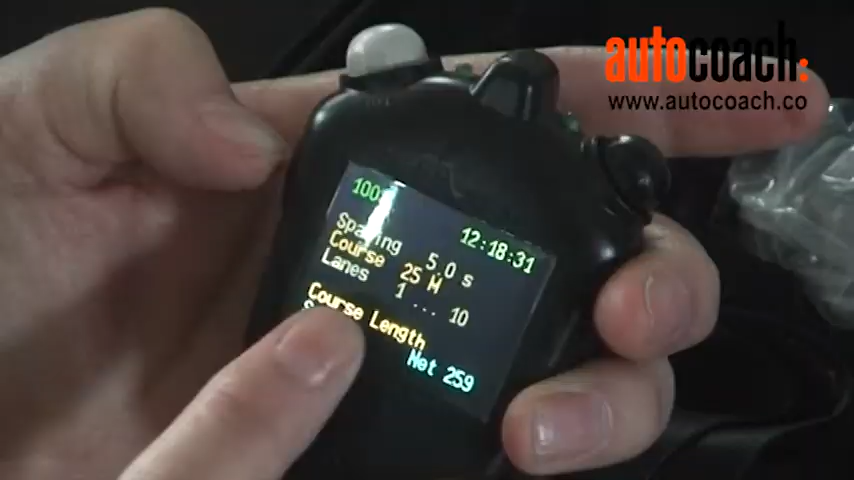 autocoach:
www.autocoach.co
100%
12:18:31
Spacing 5.0 s
Course 25 M
Lanes 1 ... 10
Course Length
Net 259